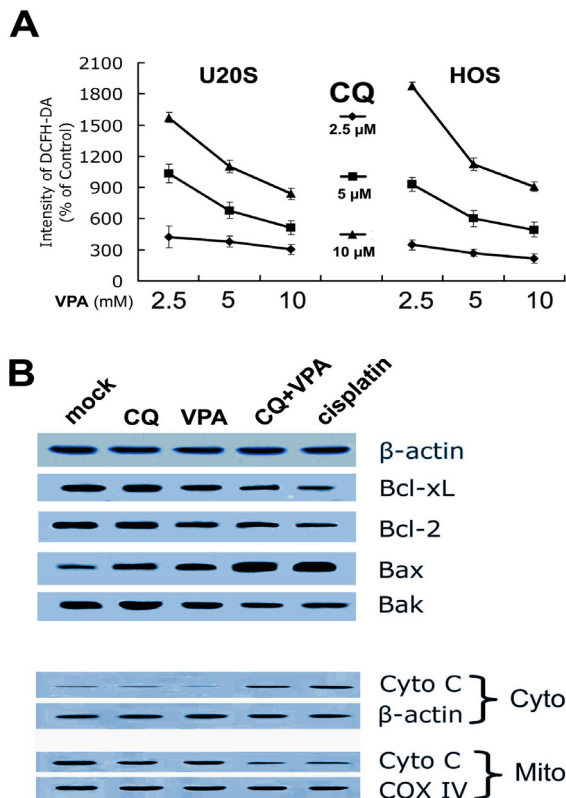 A
U20S
CQ
HOS
Intensity of DCFH-DA
(% of Control)
2100
1800
1500
1200
900
600
300
0
2.5 μM
5 μM
10 μM
VPA (mM)
2.5
5
10
2.5
5
10
B
mock
CQ
VPA
CQ+VPA
cisplatin
β-actin
Bcl-xL
Bcl-2
Bax
Bak
Cyto C
β-actin
Cyto
Cyto C
COX IV
Mito